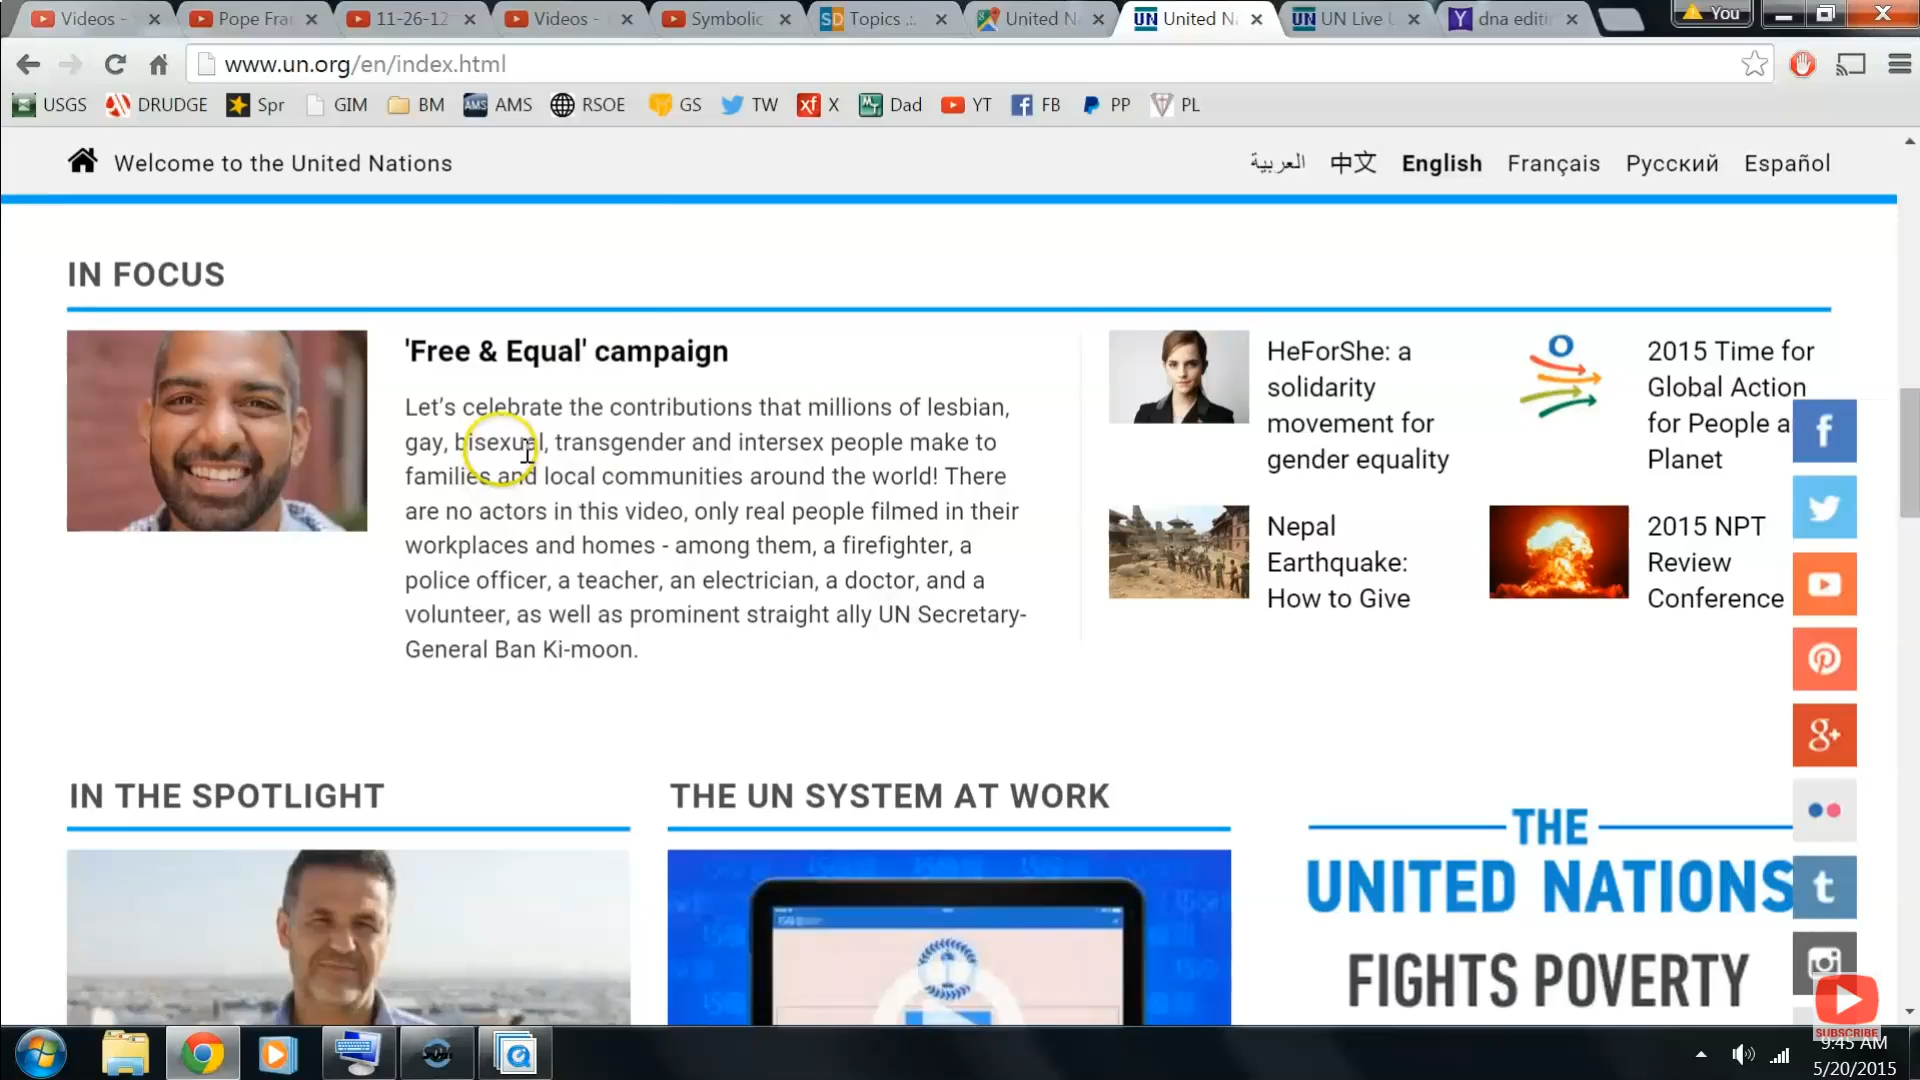 Videos -
Pope Fra
11-26-12
Videos -
Symbolic
SD Topics ..
United N
UN United N
UN UN Live
Y dna editi
You
www.un.org/en/index.html
USGS DRUDGE Spr GIM BM AMS AMS RSOE GS TW xf X Dad YT FB PP PL
Welcome to the United Nations
العربية 中文 English Français Русский Español
IN FOCUS
'Free & Equal' campaign
Let's celebrate the contributions that millions of lesbian,
gay, bisexual, transgender and intersex people make to
families and local communities around the world! There
are no actors in this video, only real people filmed in their
workplaces and homes - among them, a firefighter, a
police officer, a teacher, an electrician, a doctor, and a
volunteer, as well as prominent straight ally UN Secretary-
General Ban Ki-moon.
HeForShe: a
solidarity
movement for
gender equality
2015 Time for
Global Action
for People a
Planet
Nepal
Earthquake:
How to Give
2015 NPT
Review
Conference
IN THE SPOTLIGHT
THE UN SYSTEM AT WORK
THE
UNITED NATIONS
FIGHTS POVERTY
SUBSCRIBE
9:45 AM
5/20/2015